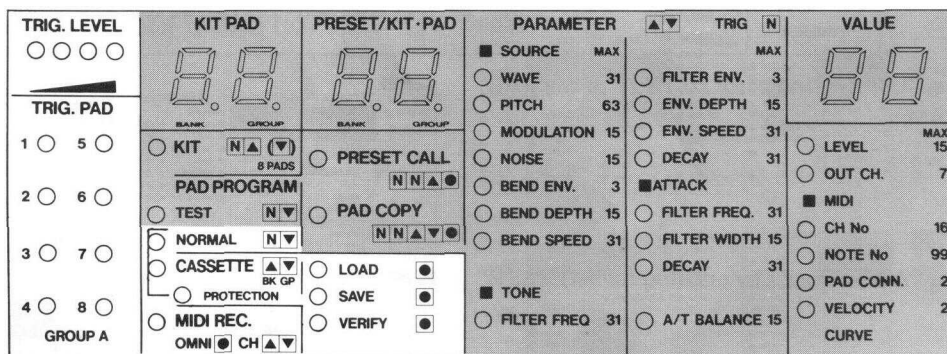 TRIG. LEVEL
TRIG. PAD
1 5
2 6
3 7
4 8
GROUP A
KIT PAD
BANK GROUP
KIT N ▲ (▼)
8 PADS
PAD PROGRAM
TEST N ▼
NORMAL N ▼
CASSETTE ▲ ▼
BK GP
PROTECTION
MIDI REC.
OMNI ● CH ▲ ▼
PRESET/KIT·PAD
BANK GROUP
PRESET CALL
N N ▲ ●
PAD COPY
N N ▲ ▼ ●
LOAD ●
SAVE ●
VERIFY ●
PARAMETER ▲ ▼ TRIG N
■ SOURCE MAX
WAVE 31
PITCH 63
MODULATION 15
NOISE 15
BEND ENV. 3
BEND DEPTH 15
BEND SPEED 31
■ TONE
FILTER FREQ 31
MAX
FILTER ENV. 3
ENV. DEPTH 15
ENV. SPEED 31
DECAY 31
■ ATTACK
FILTER FREQ. 31
FILTER WIDTH 15
DECAY 31
A/T BALANCE 15
VALUE
MAX
LEVEL 15
OUT CH. 7
■ MIDI
CH No 16
NOTE No 99
PAD CONN. 2
VELOCITY 2
CURVE